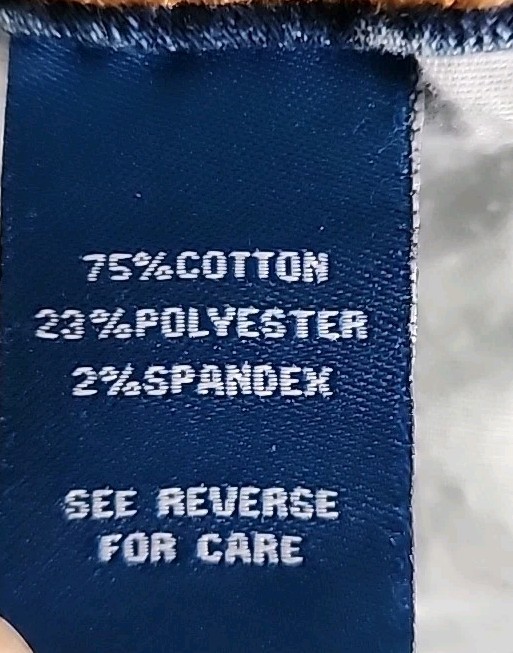 75%COTTON
23%POLYESTER
2%SPANDEX
SEE REVERSE
FOR CARE